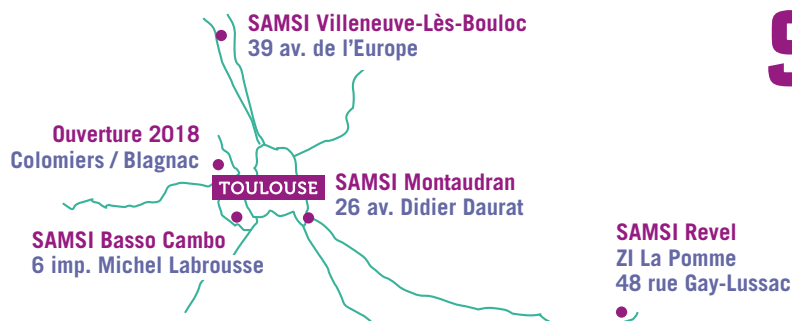 SAMSI Villeneuve-Lès-Bouloc
39 av. de l’Europe
S
Ouverture 2018
Colomiers / Blagnac
TOULOUSE
SAMSI Montaudran
26 av. Didier Daurat
SAMSI Basso Cambo
6 imp. Michel Labrousse
SAMSI Revel
ZI La Pomme
48 rue Gay-Lussac